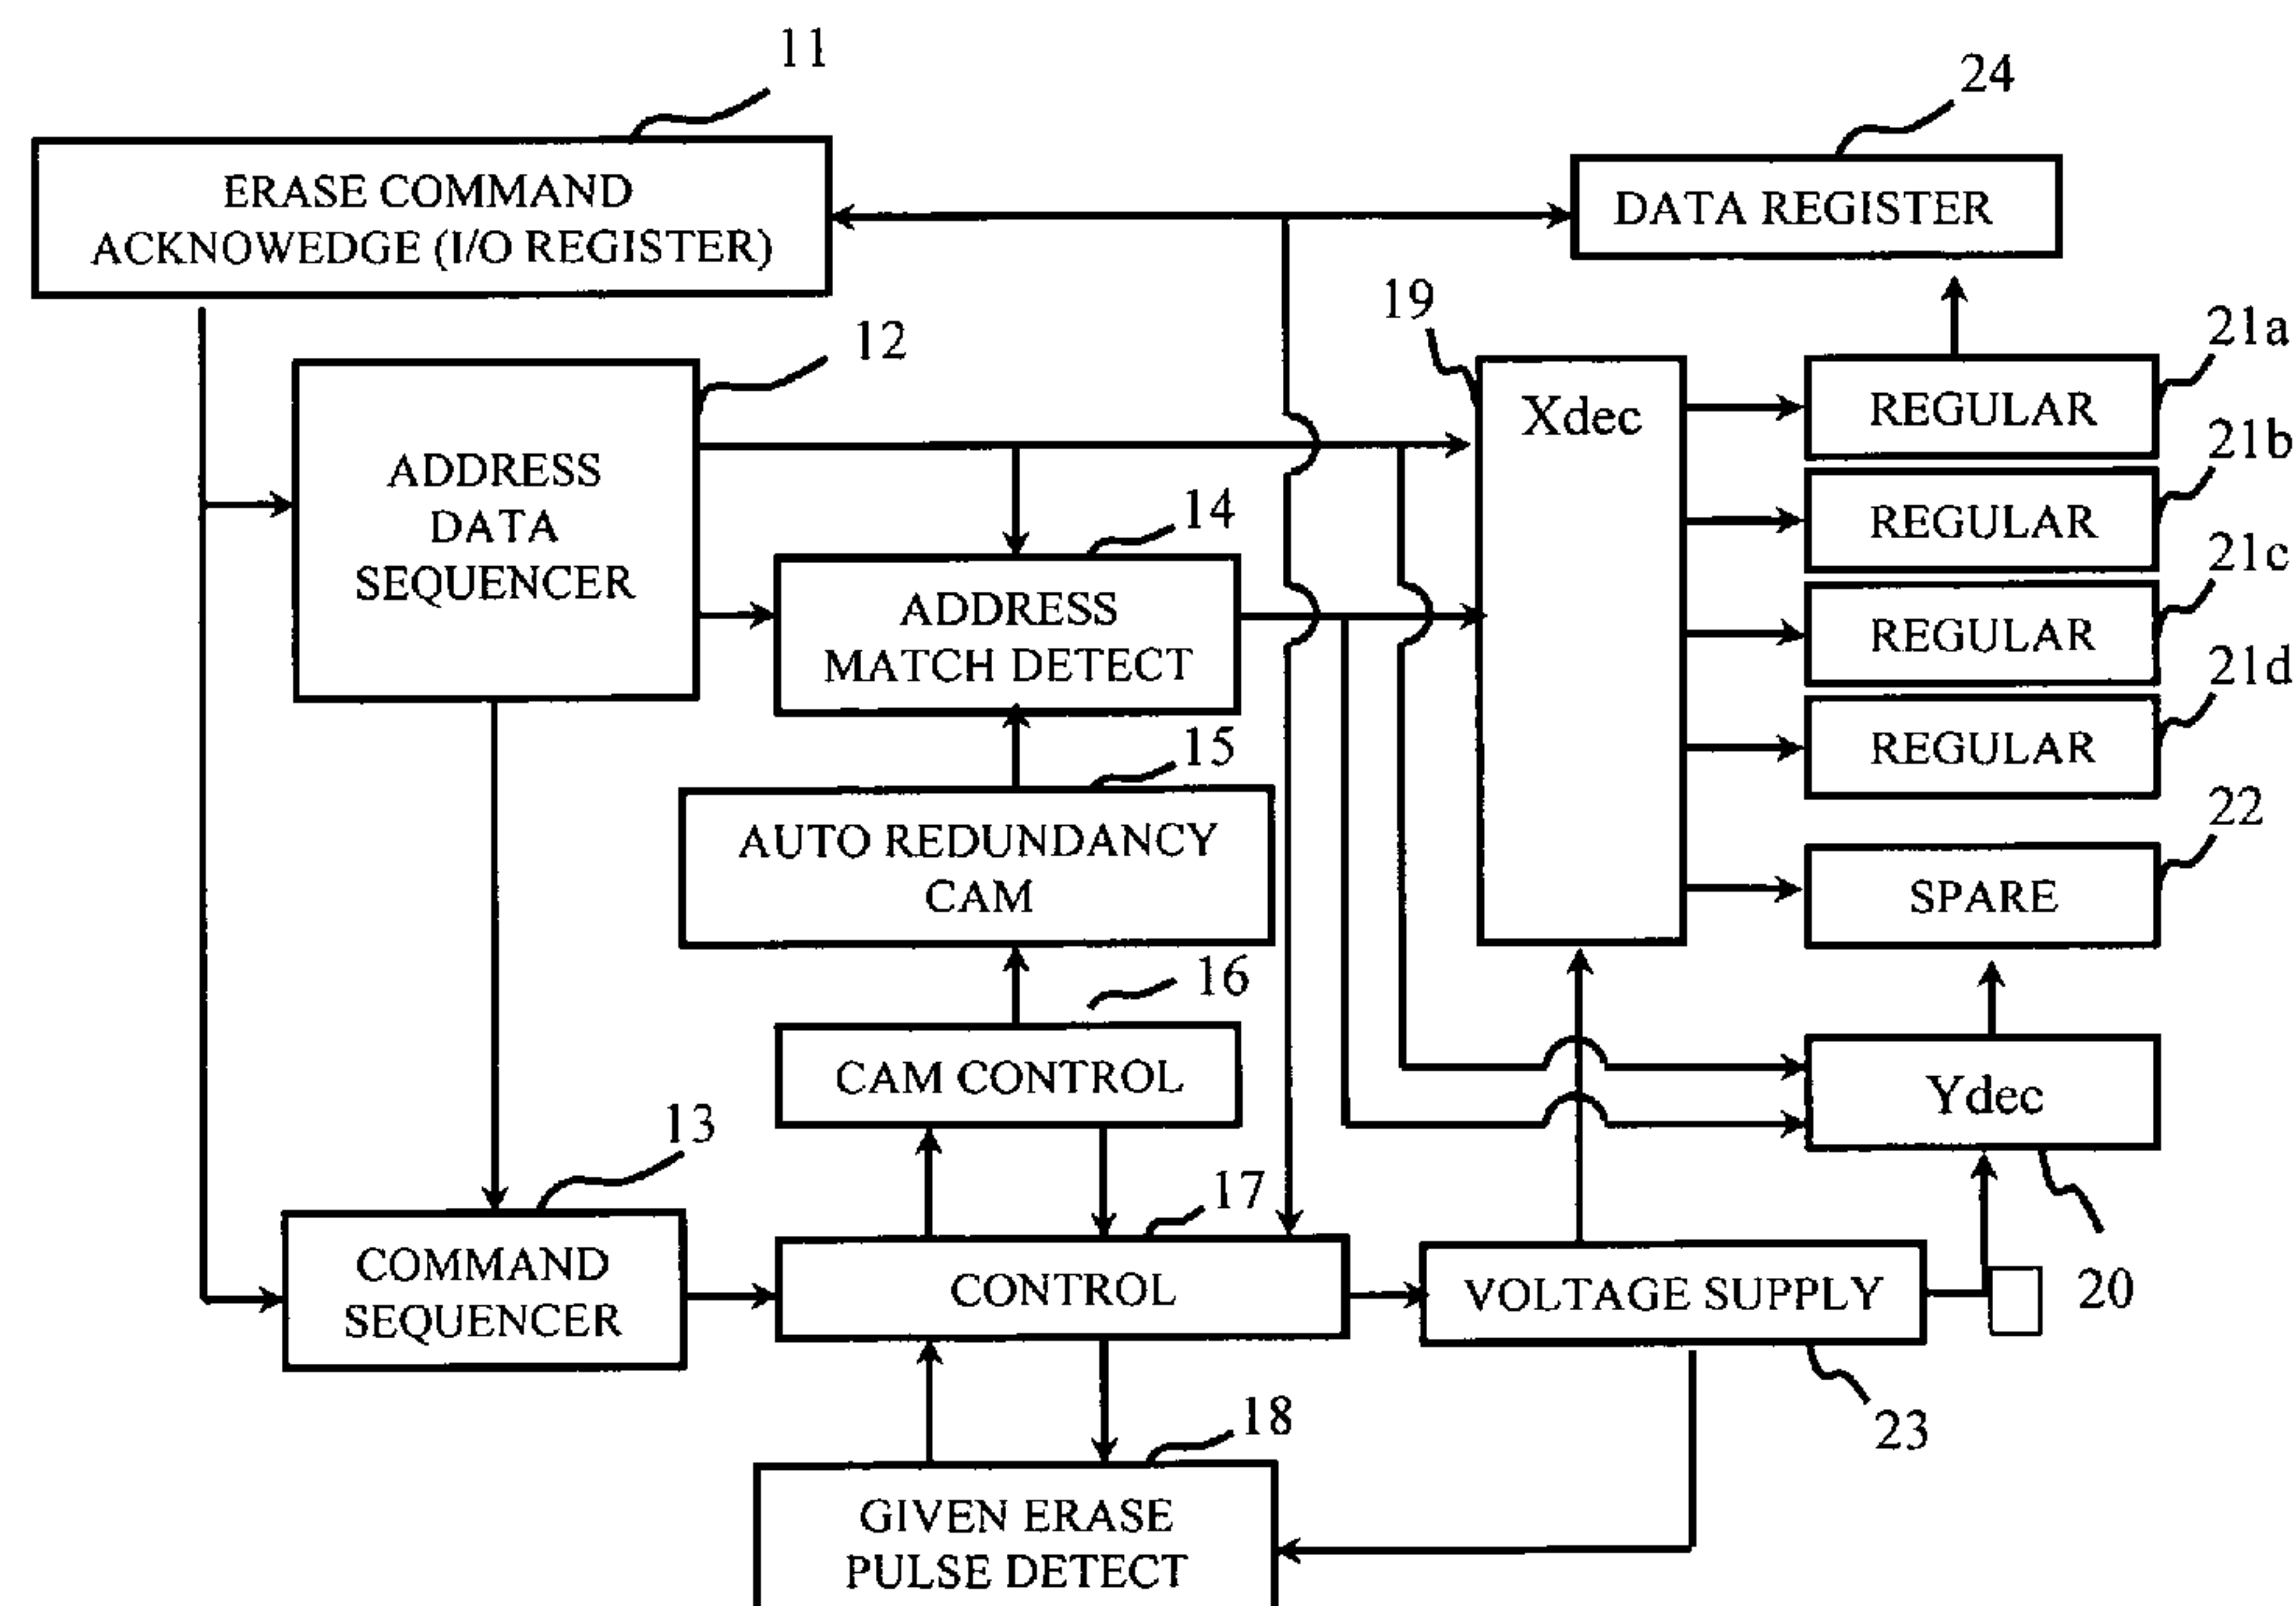 11
24
ERASE COMMAND
ACKNOWEDGE (I/O REGISTER)
DATA REGISTER
19
21a
12
REGULAR
Xdec
21b
ADDRESS
DATA
SEQUENCER
14
REGULAR
21c
ADDRESS
MATCH DETECT
REGULAR
21d
15
REGULAR
22
AUTO REDUNDANCY
CAM
SPARE
16
CAM CONTROL
Ydec
13
17
COMMAND
SEQUENCER
CONTROL
VOLTAGE SUPPLY
20
18
23
GIVEN ERASE
PULSE DETECT